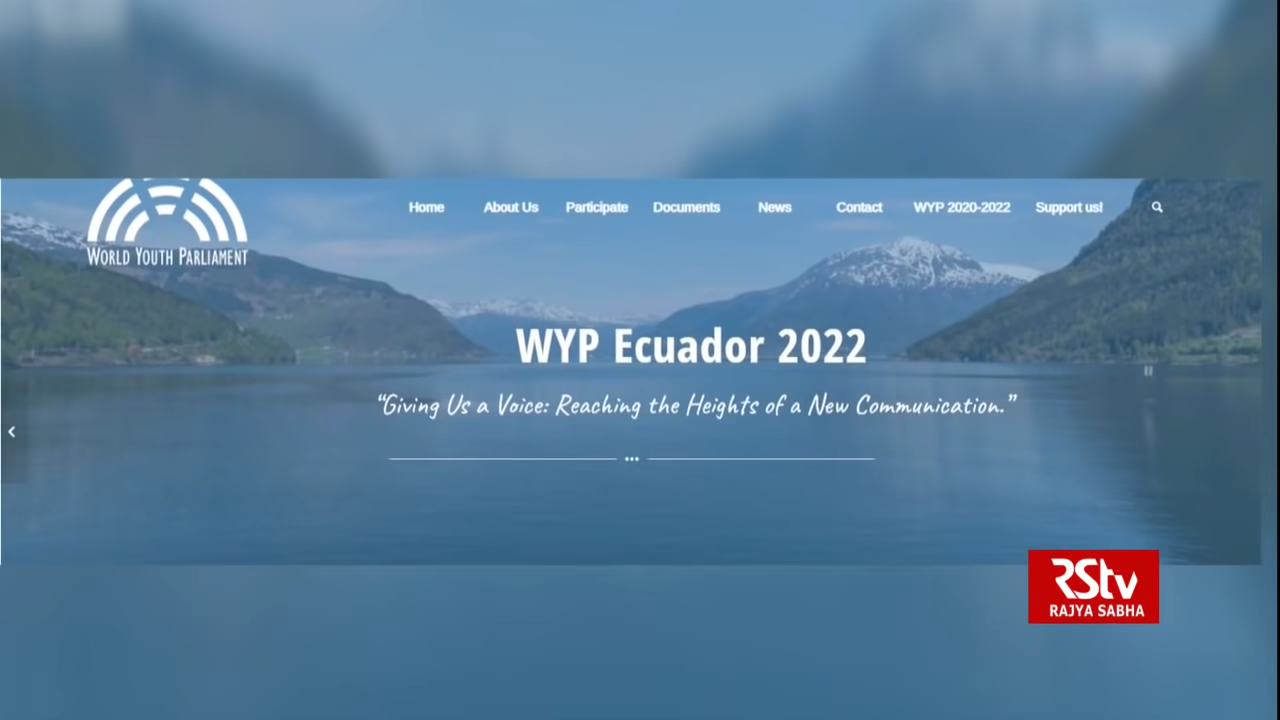 WORLD YOUTH PARLIAMENT
Home About Us Participate Documents News Contact WYP 2020-2022 Support us!
WYP Ecuador 2022
“Giving Us a Voice: Reaching the Heights of a New Communication.”
RStv
RAJYA SABHA